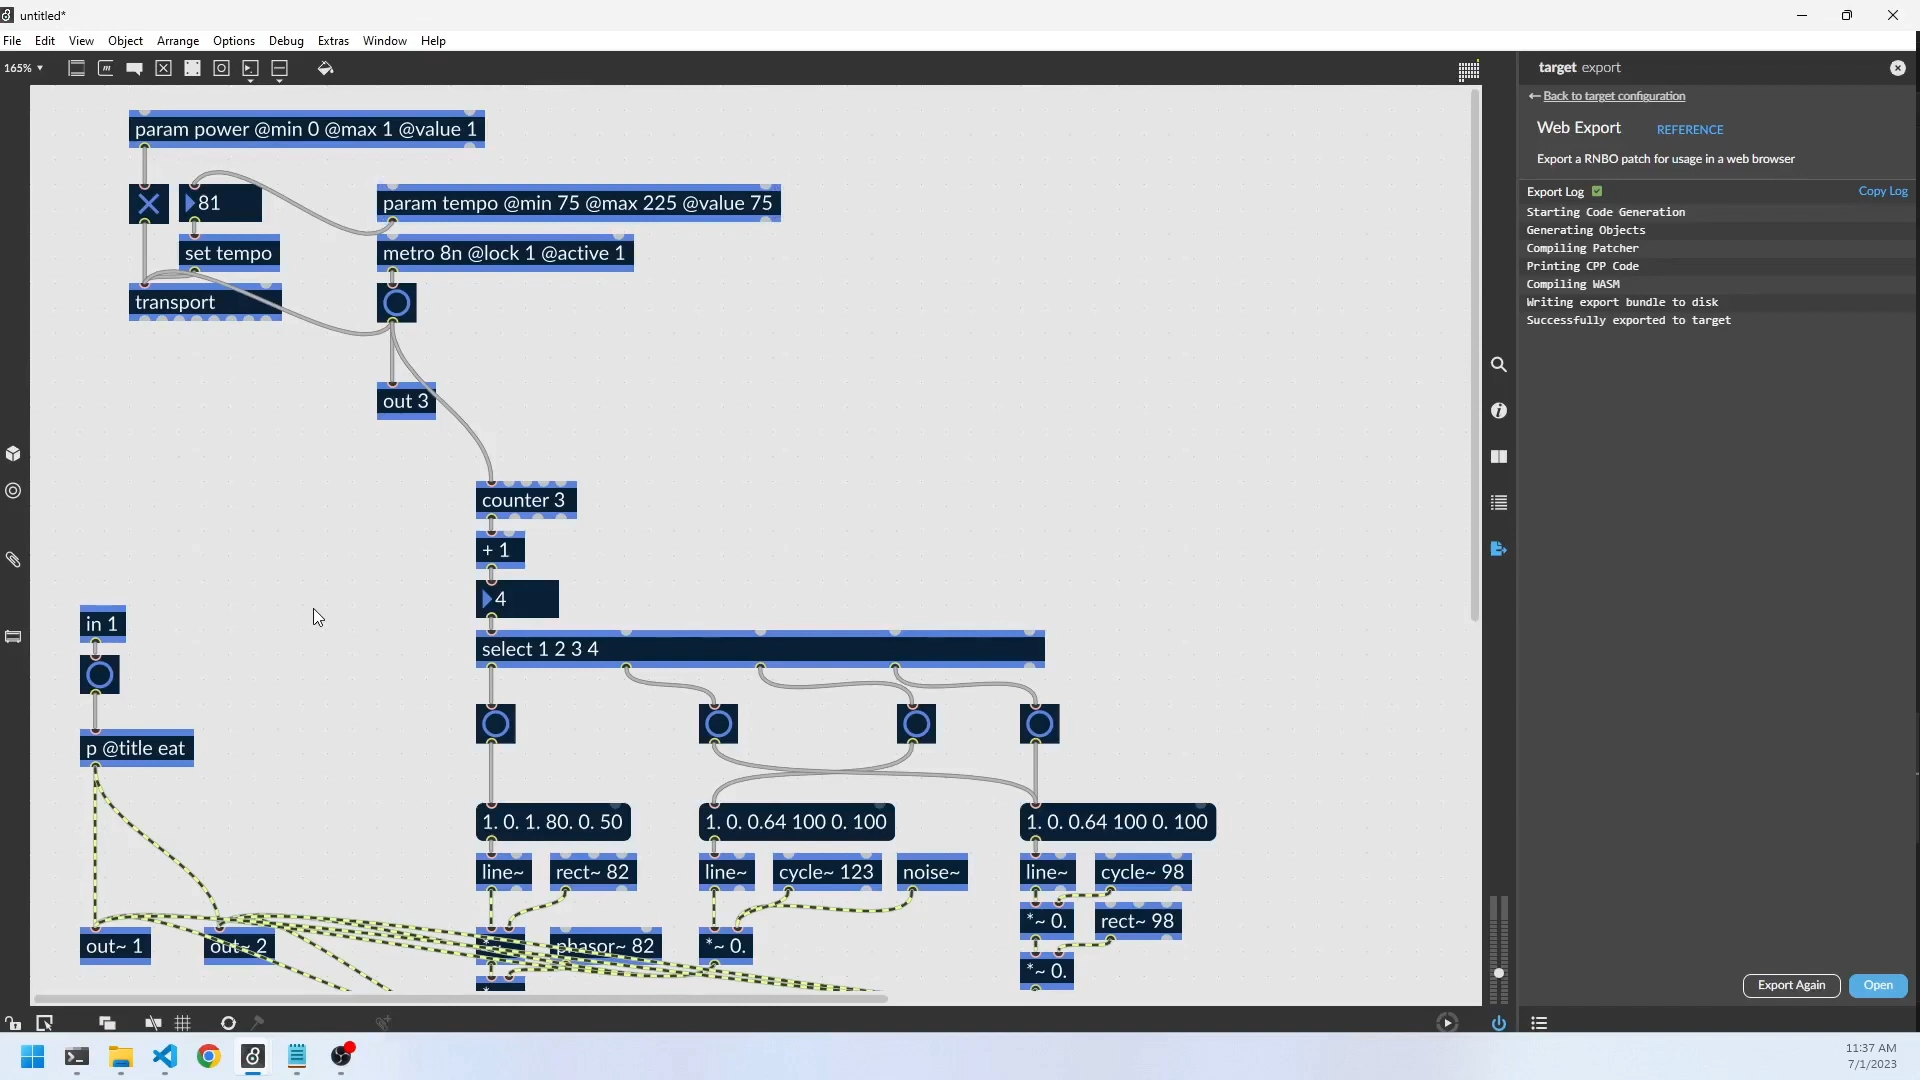 untitled*
File Edit View Object Arrange Options Debug Extras Window Help
165%
param power @min 0 @max 1 @value 1
81
param tempo @min 75 @max 225 @value 75
set tempo
metro 8n @lock 1 @active 1
transport
out 3
counter 3
+ 1
4
in 1
select 1 2 3 4
p @title eat
1. 0. 1. 80. 0. 50
1. 0. 0.64 100 0. 100
1. 0. 0.64 100 0. 100
line~
rect~ 82
line~
cycle~ 123
noise~
line~
cycle~ 98
*~ 0.
rect~ 98
out~ 1
out~ 2
phasor~ 82
*~ 0.
*~ 0.
target export
Back to target configuration
Web Export
REFERENCE
Export a RNBO patch for usage in a web browser
Export Log
Copy Log
Starting Code Generation
Generating Objects
Compiling Patcher
Printing CPP Code
Compiling WASM
Writing export bundle to disk
Successfully exported to target
Export Again
Open
11:37 AM
7/1/2023